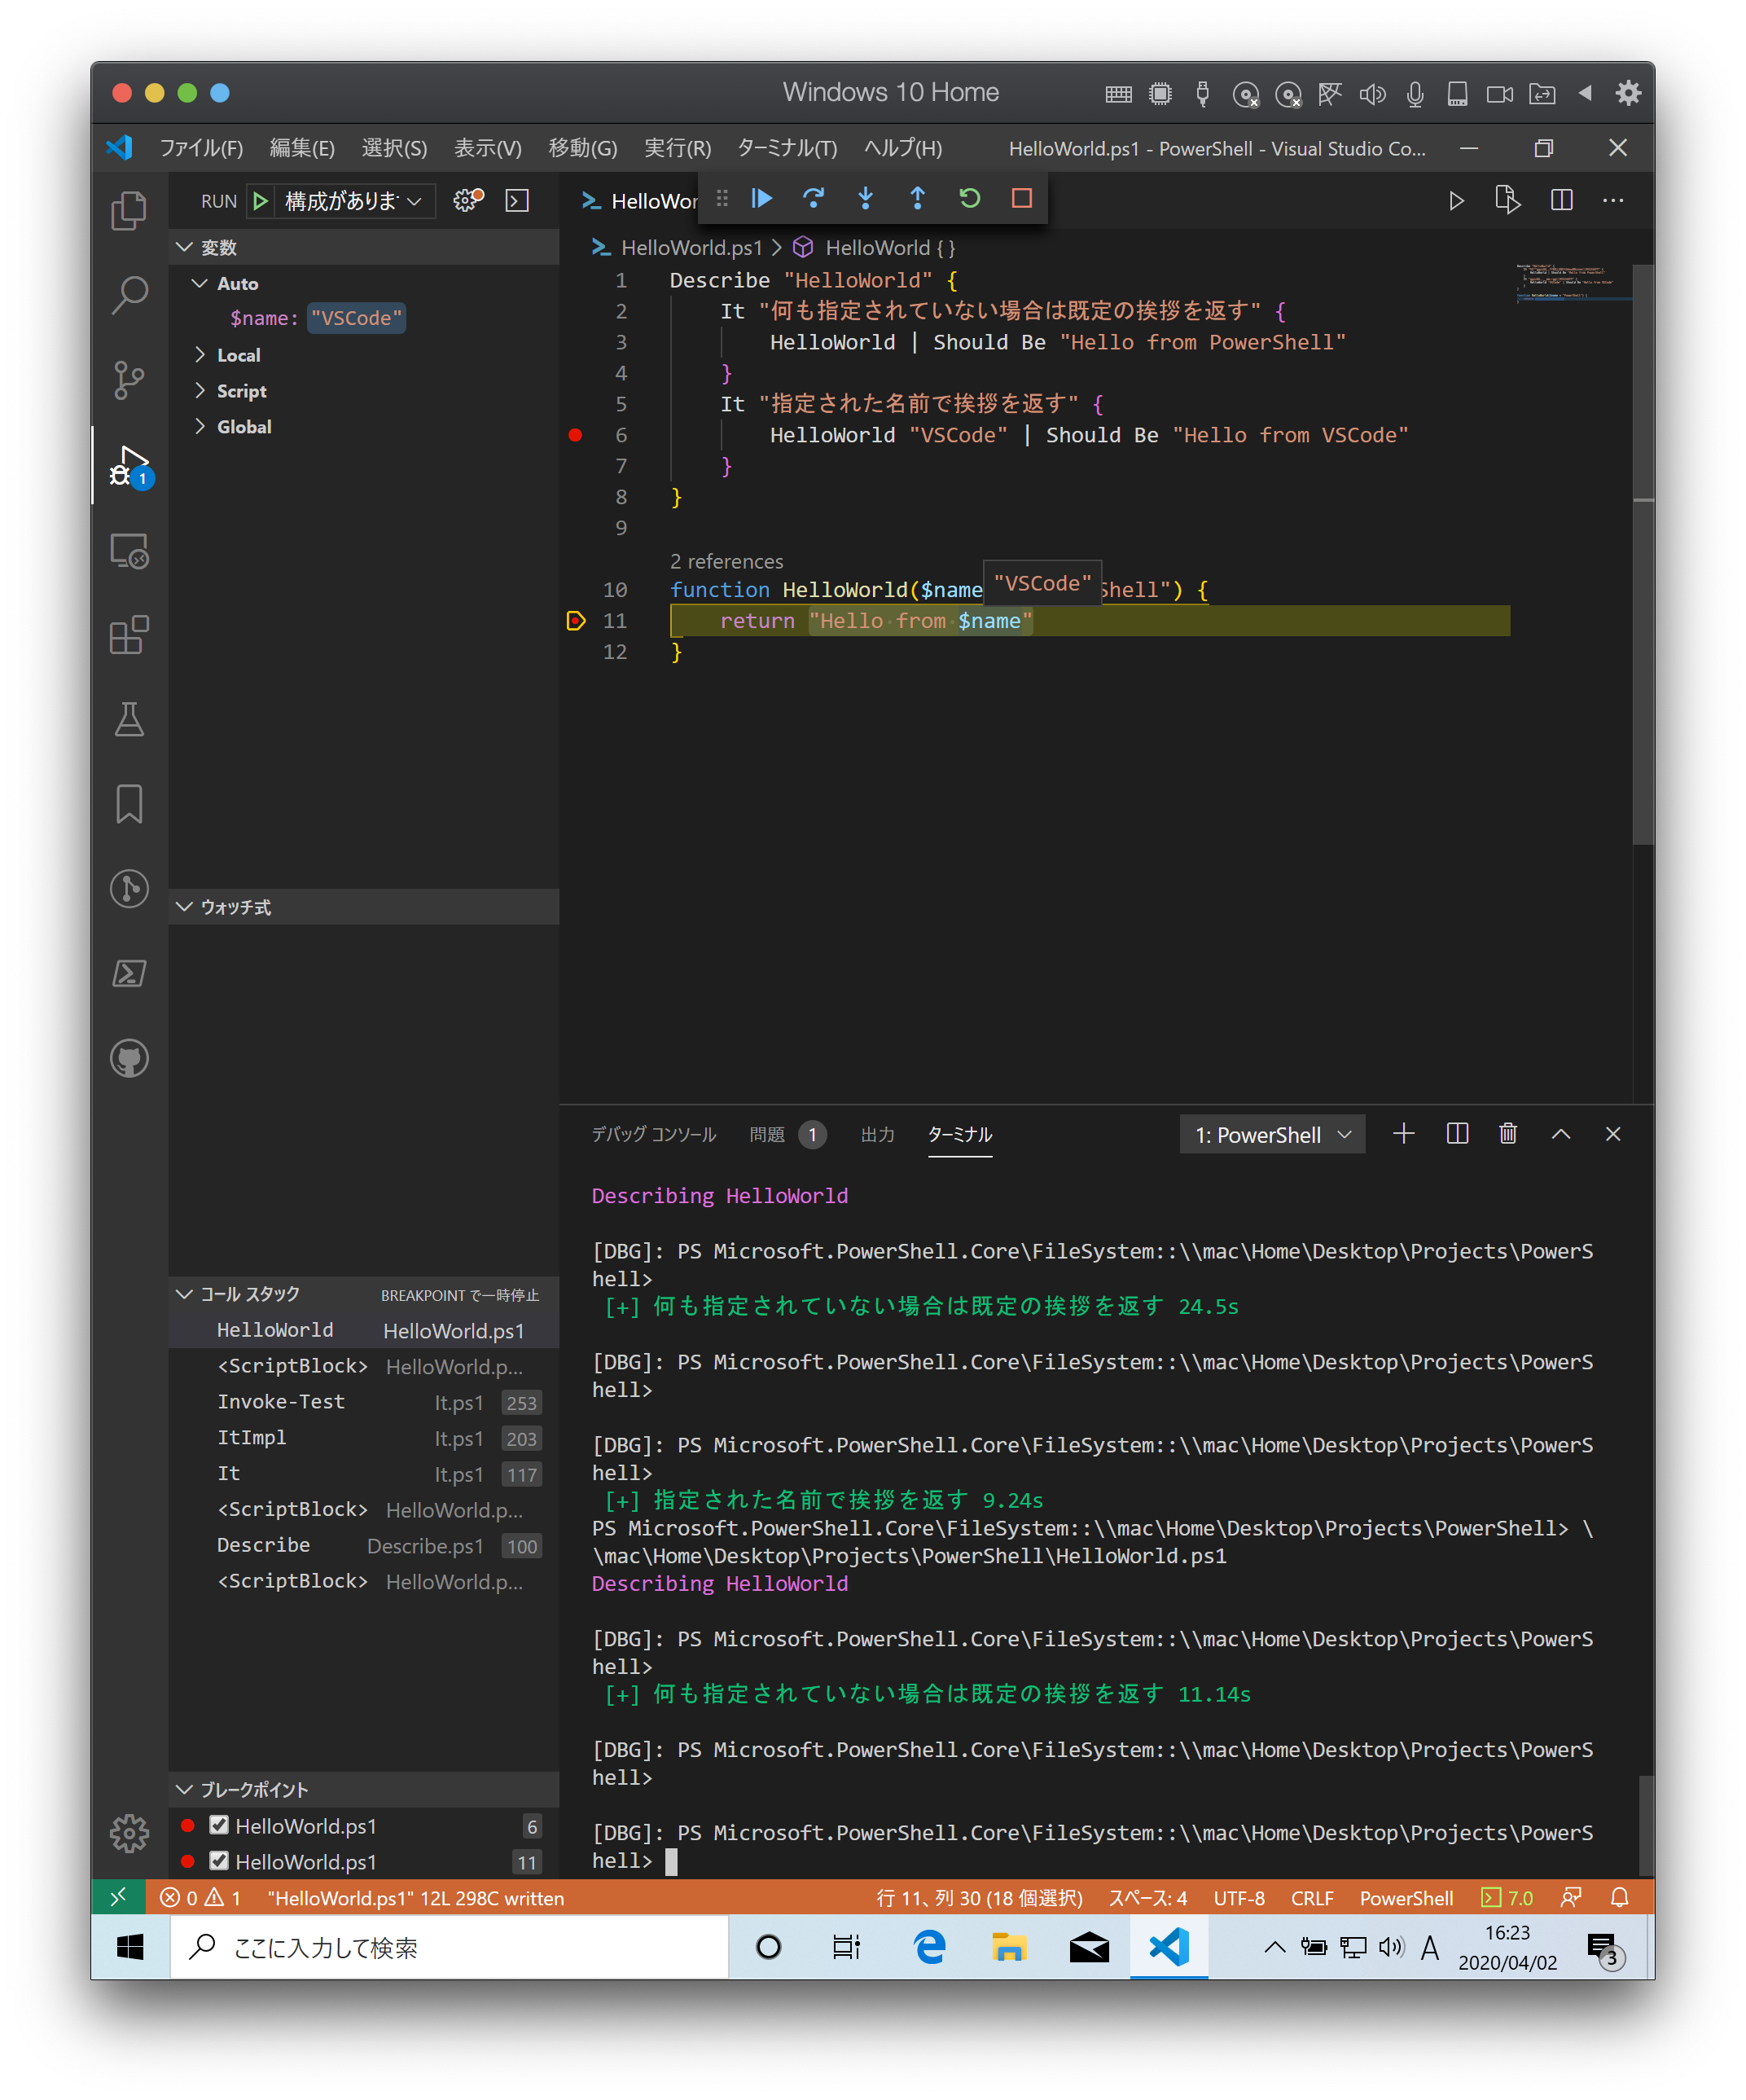 Windows 10 Home
ファイル(F) 編集(E) 選択(S) 表示(V) 移動(G) 実行(R) ターミナル(T) ヘルプ(H) HelloWorld.ps1 - PowerShell - Visual Studio Co...
RUN 構成がありま
変数
Auto
$name: "VSCode"
Local
Script
Global
1
ウォッチ式
コール スタック BREAKPOINT で一時停止
HelloWorld HelloWorld.ps1
<ScriptBlock> HelloWorld.p...
Invoke-Test It.ps1 253
ItImpl It.ps1 203
It It.ps1 117
<ScriptBlock> HelloWorld.p...
Describe Describe.ps1 100
<ScriptBlock> HelloWorld.p...
ブレークポイント
HelloWorld.ps1 6
HelloWorld.ps1 11
HelloWor
HelloWorld.ps1 > HelloWorld { }
1 Describe "HelloWorld" {
2 It "何も指定されていない場合は既定の挨拶を返す" {
3 HelloWorld | Should Be "Hello from PowerShell"
4 }
5 It "指定された名前で挨拶を返す" {
6 HelloWorld "VSCode" | Should Be "Hello from VSCode"
7 }
8 }
9
2 references
"VSCode"
10 function HelloWorld($name Shell") {
11 return "Hello from $name"
12 }
デバッグ コンソール 問題 1 出力 ターミナル 1: PowerShell
Describing HelloWorld
[DBG]: PS Microsoft.PowerShell.Core\FileSystem::\\mac\Home\Desktop\Projects\PowerS
hell>
[+] 何も指定されていない場合は既定の挨拶を返す 24.5s
[DBG]: PS Microsoft.PowerShell.Core\FileSystem::\\mac\Home\Desktop\Projects\PowerS
hell>
[DBG]: PS Microsoft.PowerShell.Core\FileSystem::\\mac\Home\Desktop\Projects\PowerS
hell>
[+] 指定された名前で挨拶を返す 9.24s
PS Microsoft.PowerShell.Core\FileSystem::\\mac\Home\Desktop\Projects\PowerShell> \
\mac\Home\Desktop\Projects\PowerShell\HelloWorld.ps1
Describing HelloWorld
[DBG]: PS Microsoft.PowerShell.Core\FileSystem::\\mac\Home\Desktop\Projects\PowerS
hell>
[+] 何も指定されていない場合は既定の挨拶を返す 11.14s
[DBG]: PS Microsoft.PowerShell.Core\FileSystem::\\mac\Home\Desktop\Projects\PowerS
hell>
[DBG]: PS Microsoft.PowerShell.Core\FileSystem::\\mac\Home\Desktop\Projects\PowerS
hell>
0 1 "HelloWorld.ps1" 12L 298C written 行 11、列 30 (18 個選択) スペース: 4 UTF-8 CRLF PowerShell 7.0
ここに入力して検索 A 16:23
2020/04/02 3